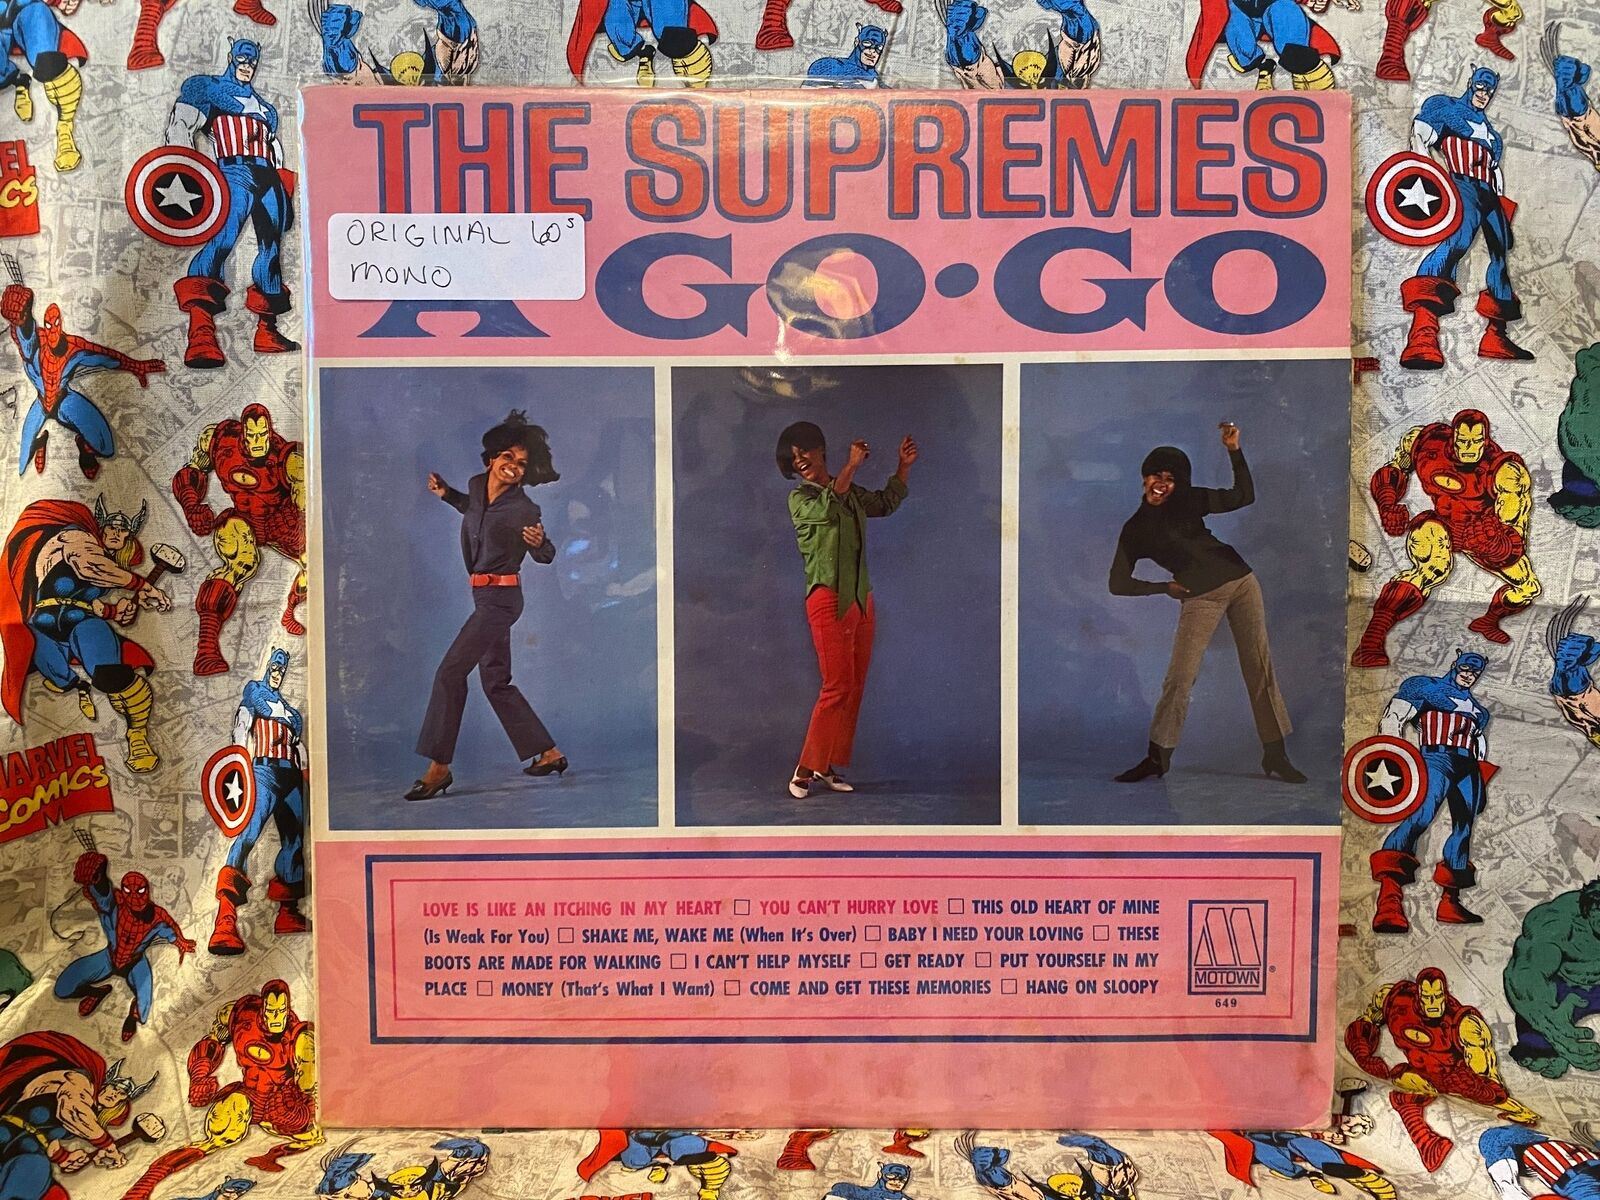 THE SUPREMES
ORIGINAL 60s
MONO
A GO•GO
LOVE IS LIKE AN ITCHING IN MY HEART □ YOU CAN'T HURRY LOVE □ THIS OLD HEART OF MINE
(Is Weak For You) □ SHAKE ME, WAKE ME (When It's Over) □ BABY I NEED YOUR LOVING □ THESE
BOOTS ARE MADE FOR WALKING □ I CAN'T HELP MYSELF □ GET READY □ PUT YOURSELF IN MY
PLACE □ MONEY (That's What I Want) □ COME AND GET THESE MEMORIES □ HANG ON SLOOPY
M
MOTOWN®
649
MARVEL
COMICS